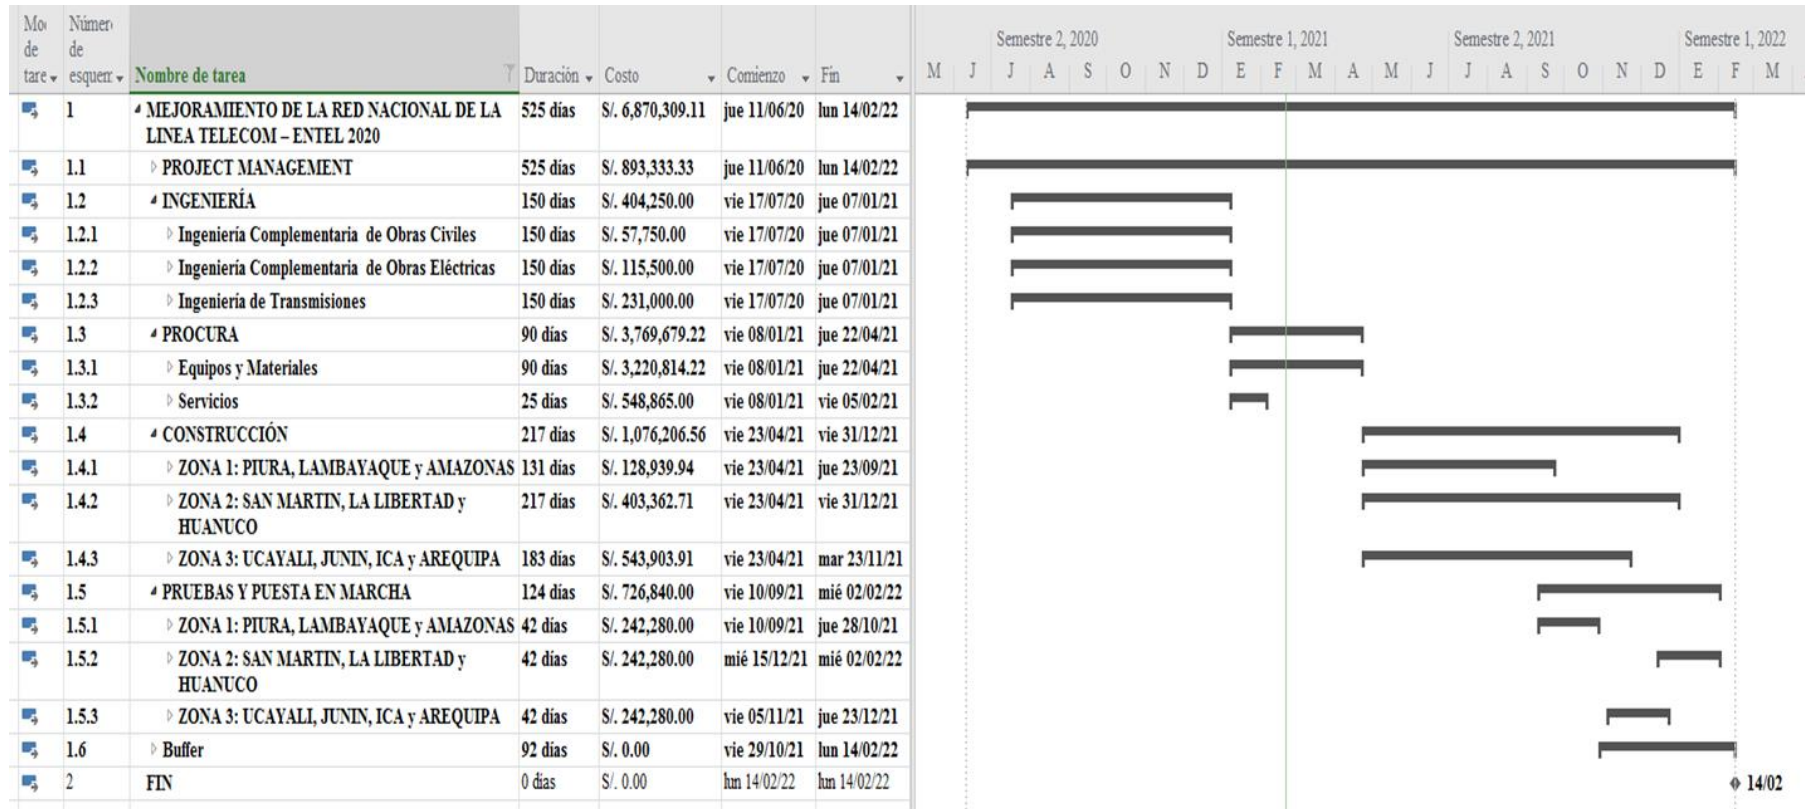 Mo de tare Númer de esquem Nombre de tarea Duración Costo Comienzo Fin
Semestre 2, 2020 Semestre 1, 2021 Semestre 2, 2021 Semestre 1, 2022
M J J A S O N D E F M A M J J A S O N D E F M
1 MEJORAMIENTO DE LA RED NACIONAL DE LA 525 días S/. 6,870,309.11 jue 11/06/20 lun 14/02/22
LINEA TELECOM – ENTEL 2020
1.1 PROJECT MANAGEMENT 525 días S/. 893,333.33 jue 11/06/20 lun 14/02/22
1.2 INGENIERÍA 150 días S/. 404,250.00 vie 17/07/20 jue 07/01/21
1.2.1 Ingeniería Complementaria de Obras Civiles 150 días S/. 57,750.00 vie 17/07/20 jue 07/01/21
1.2.2 Ingeniería Complementaria de Obras Eléctricas 150 días S/. 115,500.00 vie 17/07/20 jue 07/01/21
1.2.3 Ingeniería de Transmisiones 150 días S/. 231,000.00 vie 17/07/20 jue 07/01/21
1.3 PROCURA 90 días S/. 3,769,679.22 vie 08/01/21 jue 22/04/21
1.3.1 Equipos y Materiales 90 días S/. 3,220,814.22 vie 08/01/21 jue 22/04/21
1.3.2 Servicios 25 días S/. 548,865.00 vie 08/01/21 vie 05/02/21
1.4 CONSTRUCCIÓN 217 días S/. 1,076,206.56 vie 23/04/21 vie 31/12/21
1.4.1 ZONA 1: PIURA, LAMBAYAQUE y AMAZONAS 131 días S/. 128,939.94 vie 23/04/21 jue 23/09/21
1.4.2 ZONA 2: SAN MARTIN, LA LIBERTAD y 217 días S/. 403,362.71 vie 23/04/21 vie 31/12/21
HUANUCO
1.4.3 ZONA 3: UCAYALI, JUNIN, ICA y AREQUIPA 183 días S/. 543,903.91 vie 23/04/21 mar 23/11/21
1.5 PRUEBAS Y PUESTA EN MARCHA 124 días S/. 726,840.00 vie 10/09/21 mié 02/02/22
1.5.1 ZONA 1: PIURA, LAMBAYAQUE y AMAZONAS 42 días S/. 242,280.00 vie 10/09/21 jue 28/10/21
1.5.2 ZONA 2: SAN MARTIN, LA LIBERTAD y 42 días S/. 242,280.00 mié 15/12/21 mié 02/02/22
HUANUCO
1.5.3 ZONA 3: UCAYALI, JUNIN, ICA y AREQUIPA 42 días S/. 242,280.00 vie 05/11/21 jue 23/12/21
1.6 Buffer 92 días S/. 0.00 vie 29/10/21 lun 14/02/22
2 FIN 0 días S/. 0.00 lun 14/02/22 lun 14/02/22 14/02